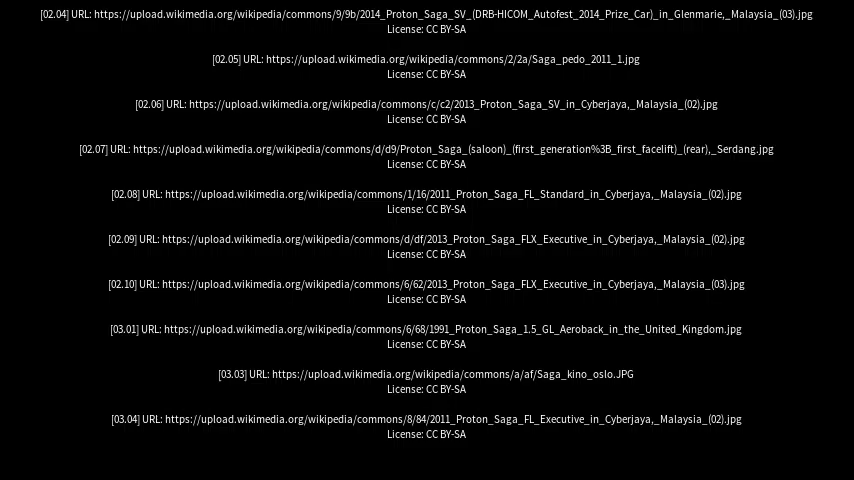 [02.04] URL: https://upload.wikimedia.org/wikipedia/commons/9/9b/2014_Proton_Saga_SV_(DRB-HICOM_Autofest_2014_Prize_Car)_in_Glenmarie,_Malaysia_(03).jpg
License: CC BY-SA
[02.05] URL: https://upload.wikimedia.org/wikipedia/commons/2/2a/Saga_pedo_2011_1.jpg
License: CC BY-SA
[02.06] URL: https://upload.wikimedia.org/wikipedia/commons/c/c2/2013_Proton_Saga_SV_in_Cyberjaya,_Malaysia_(02).jpg
License: CC BY-SA
[02.07] URL: https://upload.wikimedia.org/wikipedia/commons/d/d9/Proton_Saga_(saloon)_(first_generation%3B_first_facelift)_(rear),_Serdang.jpg
License: CC BY-SA
[02.08] URL: https://upload.wikimedia.org/wikipedia/commons/1/16/2011_Proton_Saga_FL_Standard_in_Cyberjaya,_Malaysia_(02).jpg
License: CC BY-SA
[02.09] URL: https://upload.wikimedia.org/wikipedia/commons/d/df/2013_Proton_Saga_FLX_Executive_in_Cyberjaya,_Malaysia_(02).jpg
License: CC BY-SA
[02.10] URL: https://upload.wikimedia.org/wikipedia/commons/6/62/2013_Proton_Saga_FLX_Executive_in_Cyberjaya,_Malaysia_(03).jpg
License: CC BY-SA
[03.01] URL: https://upload.wikimedia.org/wikipedia/commons/6/68/1991_Proton_Saga_1.5_GL_Aeroback_in_the_United_Kingdom.jpg
License: CC BY-SA
[03.03] URL: https://upload.wikimedia.org/wikipedia/commons/a/af/Saga_kino_oslo.JPG
License: CC BY-SA
[03.04] URL: https://upload.wikimedia.org/wikipedia/commons/8/84/2011_Proton_Saga_FL_Executive_in_Cyberjaya,_Malaysia_(02).jpg
License: CC BY-SA